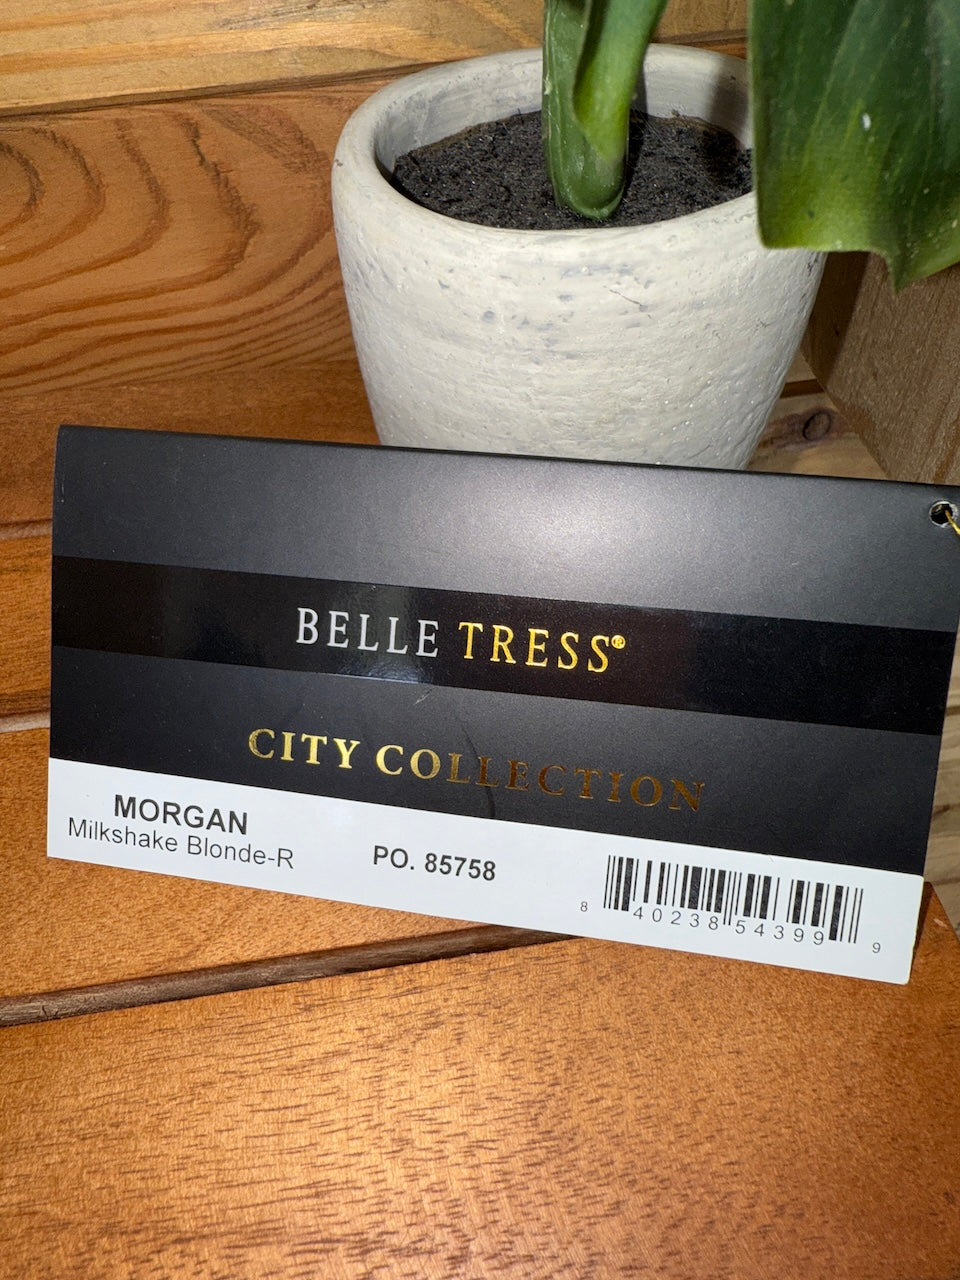 BELLE TRESS®
CITY COLLECTION
MORGAN
Milkshake Blonde-R
PO. 85758
8 40238 54399 9